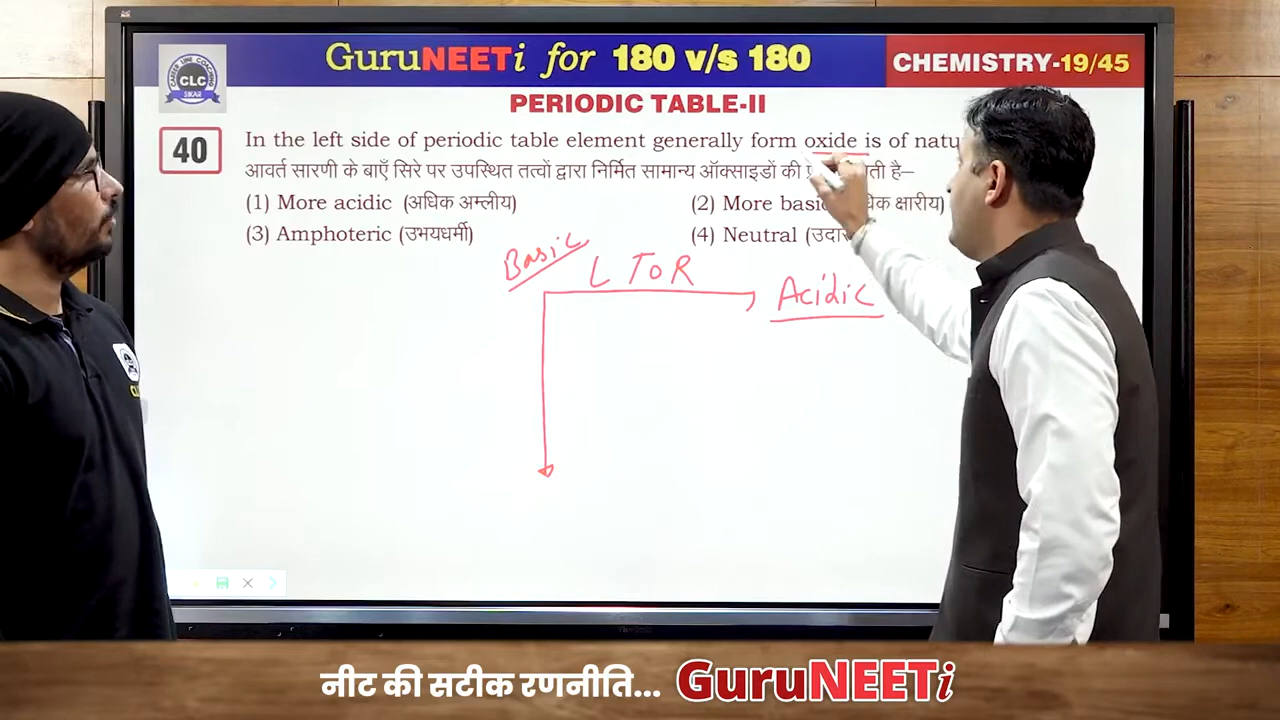 GuruNEETi for 180 v/s 180
CHEMISTRY-19/45
CLC
SIKAR
PERIODIC TABLE-II
40
In the left side of periodic table element generally form oxide is of
आवर्त सारणी के बाएँ सिरे पर उपस्थित तत्वों द्वारा निर्मित सामान्य ऑक्साइडों की है–
(1) More acidic (अधिक अम्लीय)
(2) More basic क्षारीय)
(3) Amphoteric (उभयधर्मी)
(4) Neutral
Basic
L To R
Acidic
नीट की सटीक रणनीति... GuruNEETi